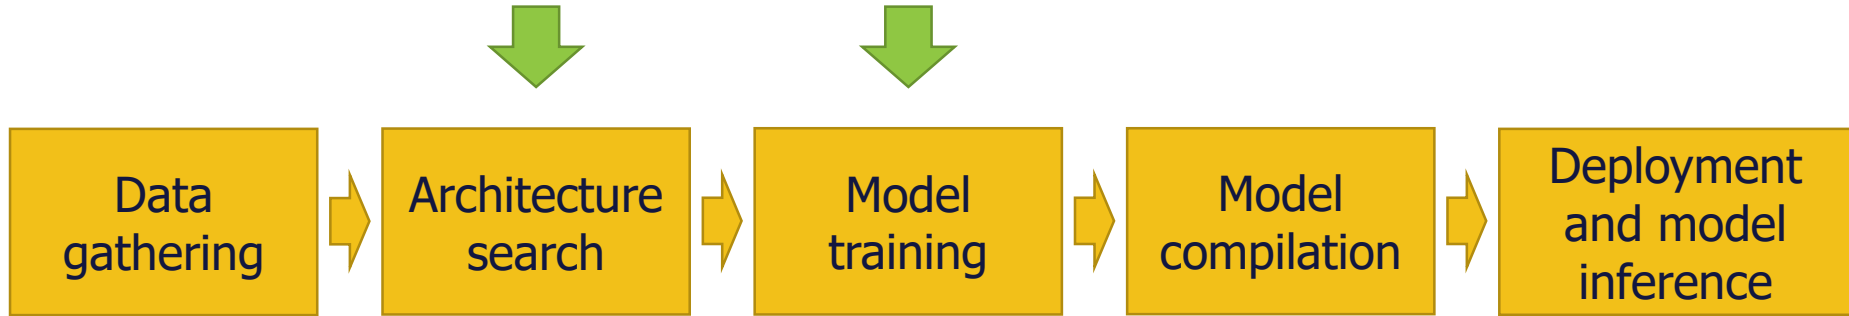 Data
gathering
Architecture
search
Model
training
Model
compilation
Deployment
and model
inference